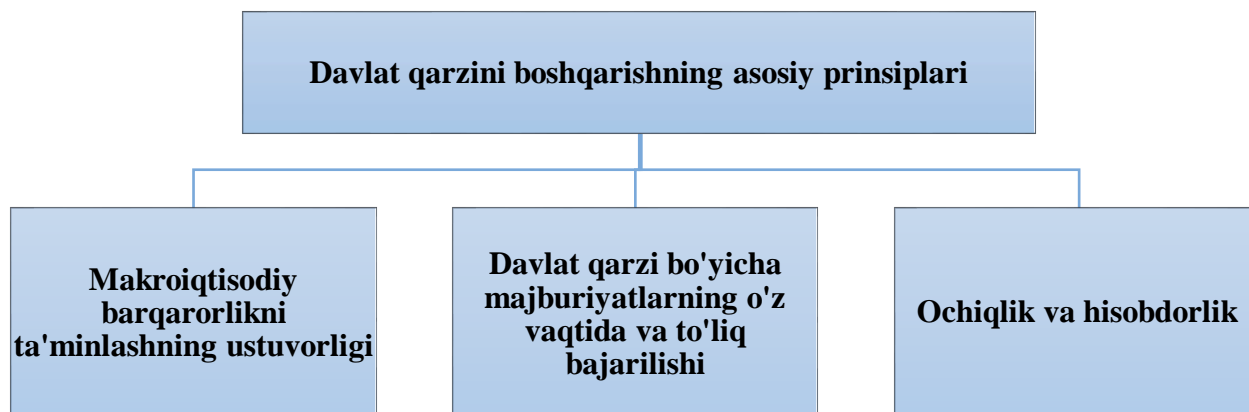 Davlat qarzini boshqarishning asosiy prinsiplari
Makroiqtisodiy
barqarorlikni
ta'minlashning ustuvorligi
Davlat qarzi bo'yicha
majburiyatlarning o'z
vaqtida va to'liq
bajarilishi
Ochiqlik va hisobdorlik